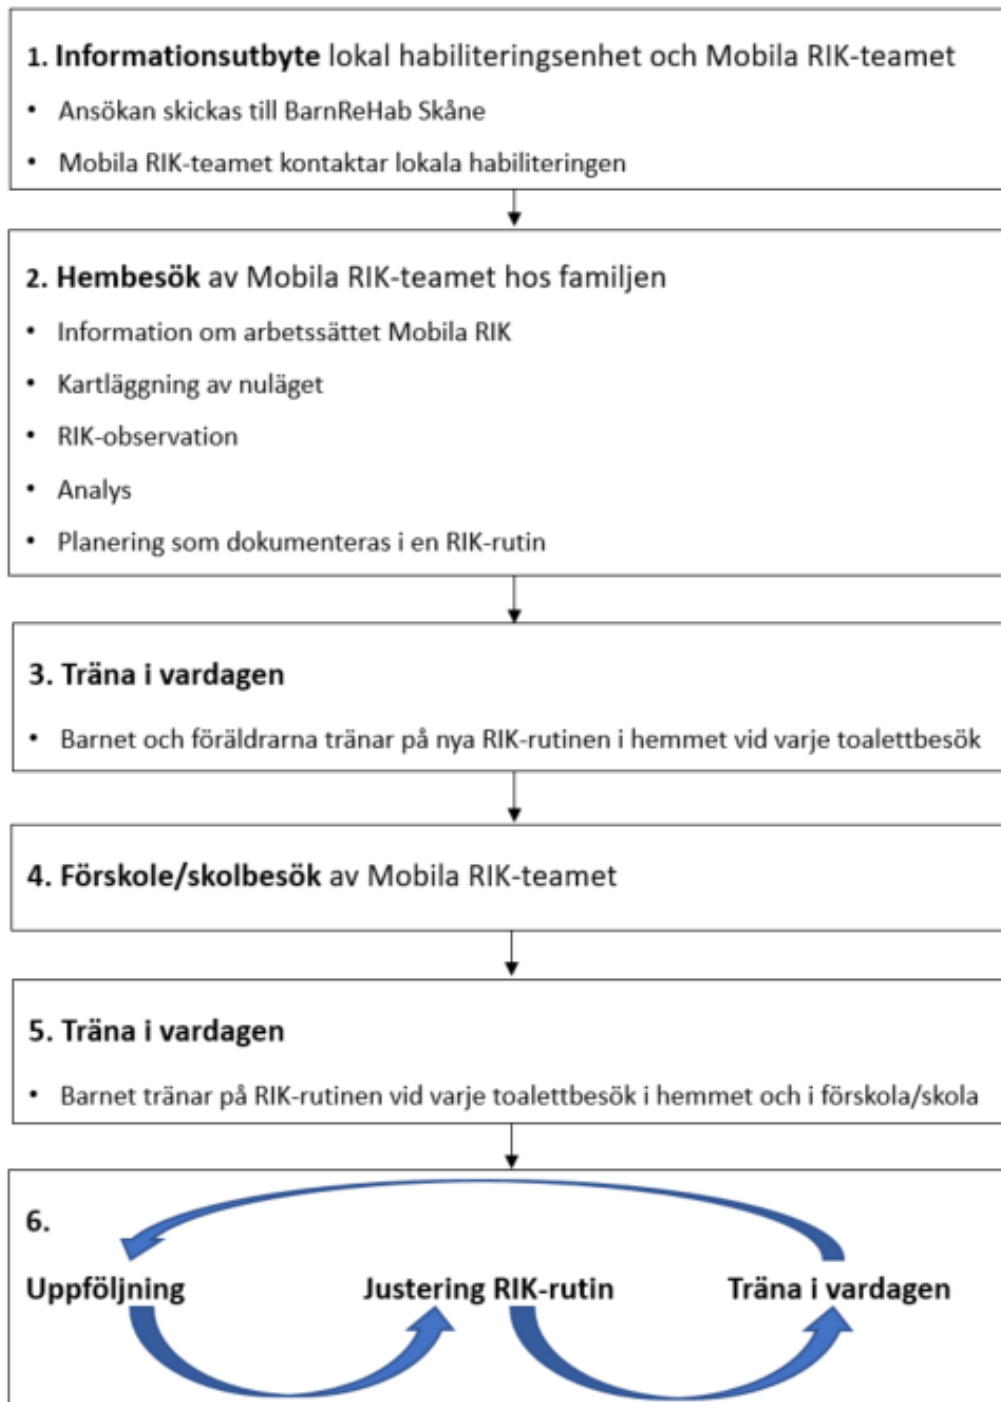 1. Informationsutbyte lokal habiliteringsenhet och Mobila RIK-teamet
• Ansökan skickas till BarnReHab Skåne
• Mobila RIK-teamet kontaktar lokala habiliteringen
2. Hembesök av Mobila RIK-teamet hos familjen
• Information om arbetssättet Mobila RIK
• Kartläggning av nuläget
• RIK-observation
• Analys
• Planering som dokumenteras i en RIK-rutin
3. Träna i vardagen
• Barnet och föräldrarna tränar på nya RIK-rutinen i hemmet vid varje toalettbesök
4. Förskole/skolbesök av Mobila RIK-teamet
5. Träna i vardagen
• Barnet tränar på RIK-rutinen vid varje toalettbesök i hemmet och i förskola/skola
6.
Uppföljning Justering RIK-rutin Träna i vardagen